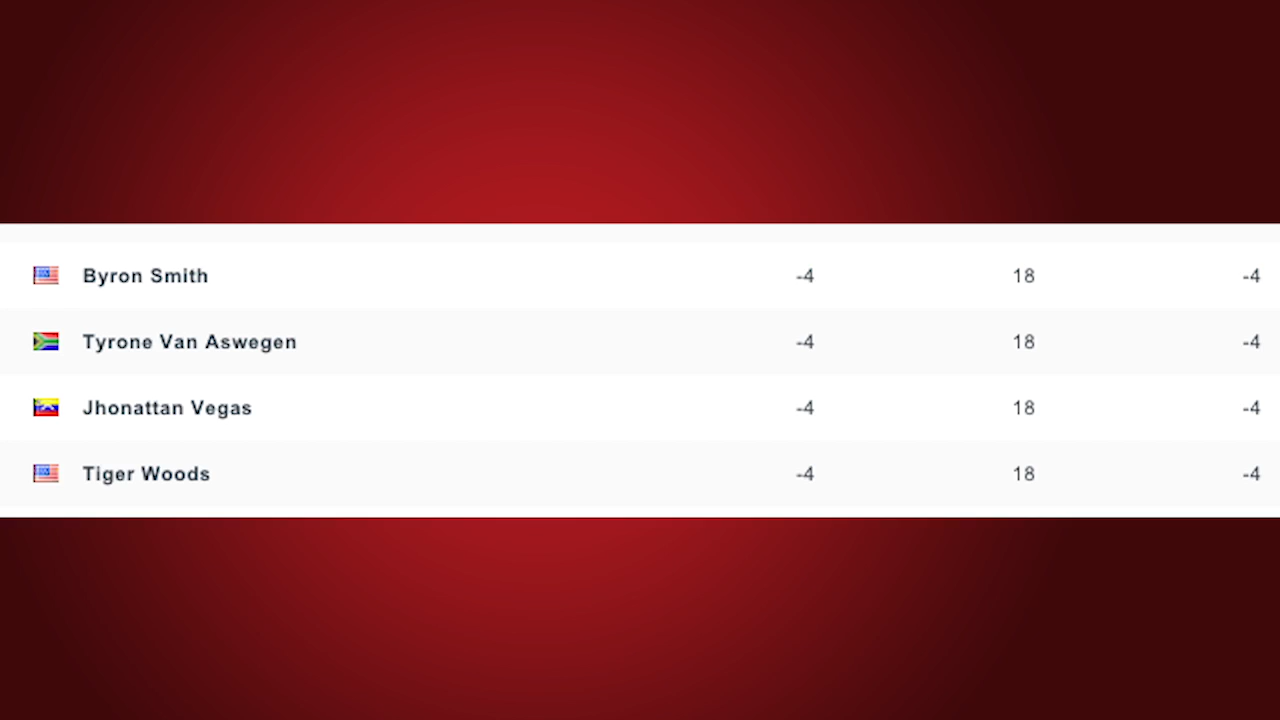 Byron Smith -4 18 -4
Tyrone Van Aswegen -4 18 -4
Jhonattan Vegas -4 18 -4
Tiger Woods -4 18 -4